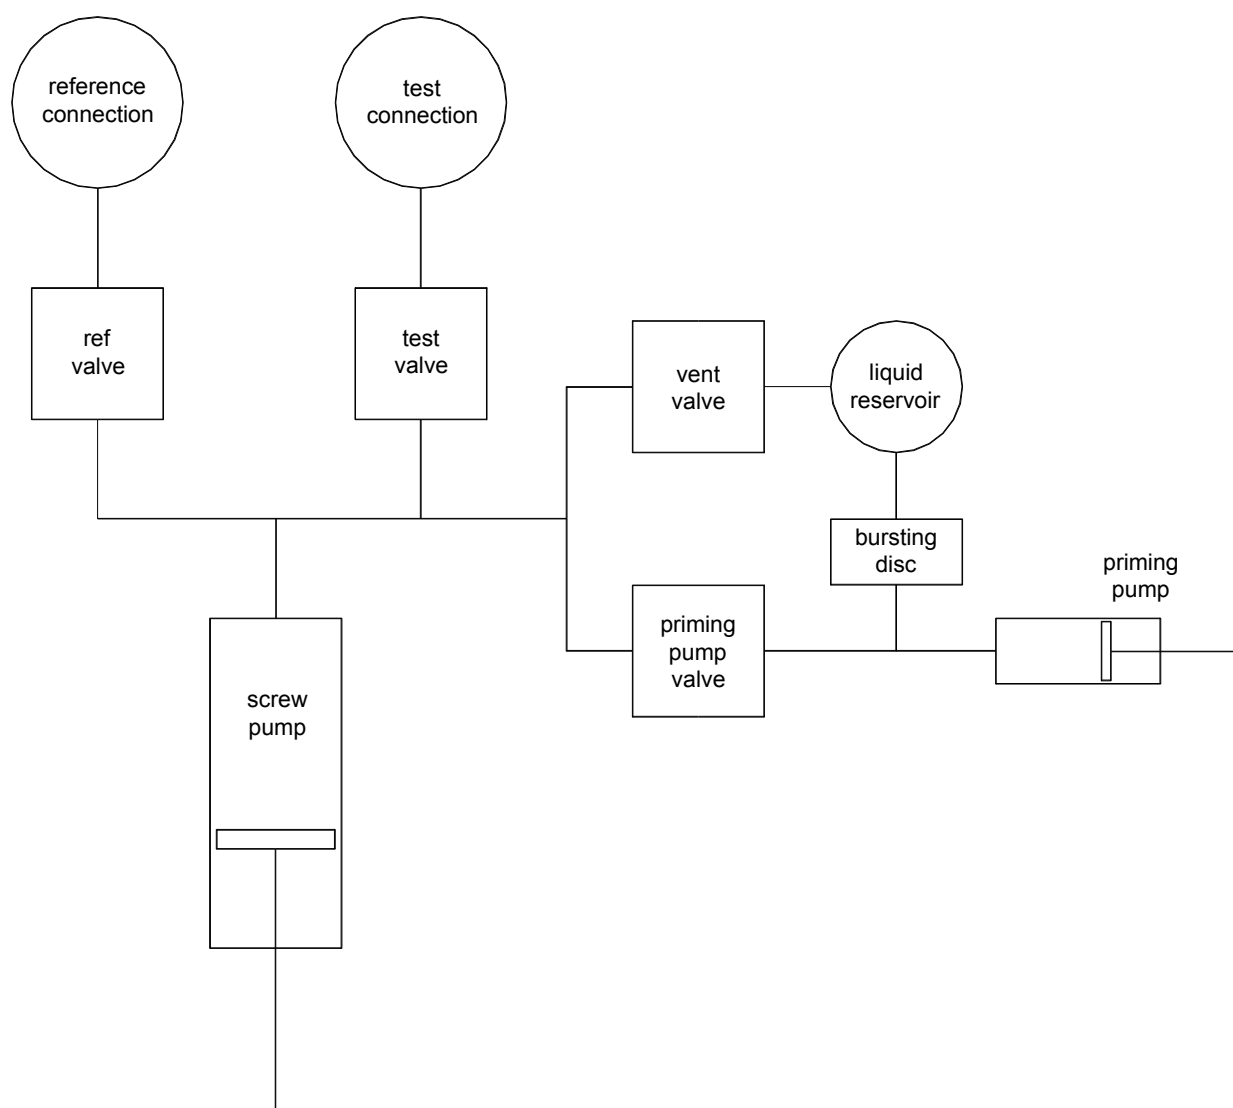 reference
connection
test
connection
ref
valve
test
valve
vent
valve
liquid
reservoir
bursting
disc
priming
pump
priming
pump
valve
screw
pump